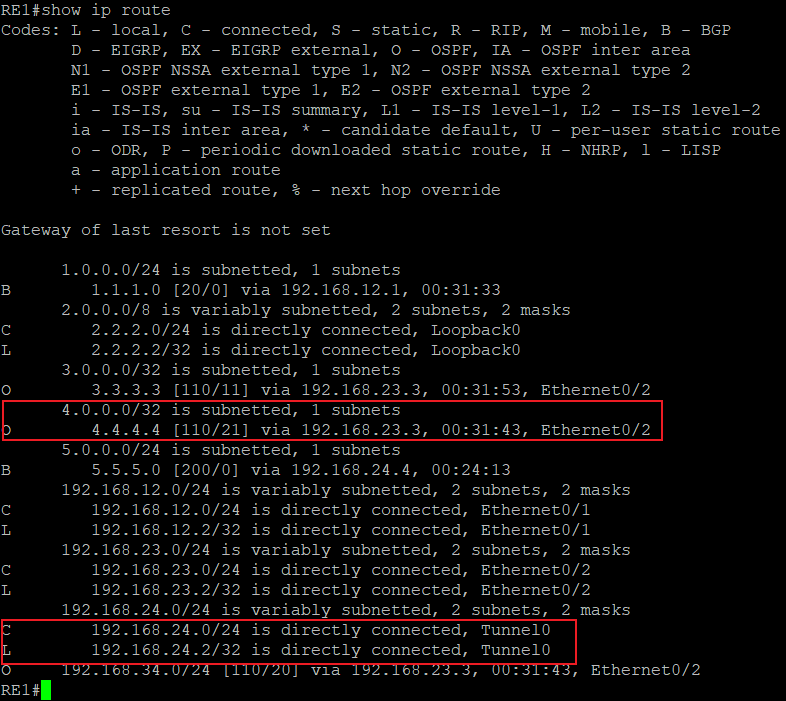 RE1#show ip route
Codes: L - local, C - connected, S - static, R - RIP, M - mobile, B - BGP
       D - EIGRP, EX - EIGRP external, O - OSPF, IA - OSPF inter area
       N1 - OSPF NSSA external type 1, N2 - OSPF NSSA external type 2
       E1 - OSPF external type 1, E2 - OSPF external type 2
       i - IS-IS, su - IS-IS summary, L1 - IS-IS level-1, L2 - IS-IS level-2
       ia - IS-IS inter area, * - candidate default, U - per-user static route
       o - ODR, P - periodic downloaded static route, H - NHRP, l - LISP
       a - application route
       + - replicated route, % - next hop override
Gateway of last resort is not set
      1.0.0.0/24 is subnetted, 1 subnets
B        1.1.1.0 [20/0] via 192.168.12.1, 00:31:33
      2.0.0.0/8 is variably subnetted, 2 subnets, 2 masks
C        2.2.2.0/24 is directly connected, Loopback0
L        2.2.2.2/32 is directly connected, Loopback0
      3.0.0.0/32 is subnetted, 1 subnets
O        3.3.3.3 [110/11] via 192.168.23.3, 00:31:53, Ethernet0/2
      4.0.0.0/32 is subnetted, 1 subnets
O        4.4.4.4 [110/21] via 192.168.23.3, 00:31:43, Ethernet0/2
      5.0.0.0/24 is subnetted, 1 subnets
B        5.5.5.0 [200/0] via 192.168.24.4, 00:24:13
      192.168.12.0/24 is variably subnetted, 2 subnets, 2 masks
C        192.168.12.0/24 is directly connected, Ethernet0/1
L        192.168.12.2/32 is directly connected, Ethernet0/1
      192.168.23.0/24 is variably subnetted, 2 subnets, 2 masks
C        192.168.23.0/24 is directly connected, Ethernet0/2
L        192.168.23.2/32 is directly connected, Ethernet0/2
      192.168.24.0/24 is variably subnetted, 2 subnets, 2 masks
C        192.168.24.0/24 is directly connected, Tunnel0
L        192.168.24.2/32 is directly connected, Tunnel0
O     192.168.34.0/24 [110/20] via 192.168.23.3, 00:31:43, Ethernet0/2
RE1#